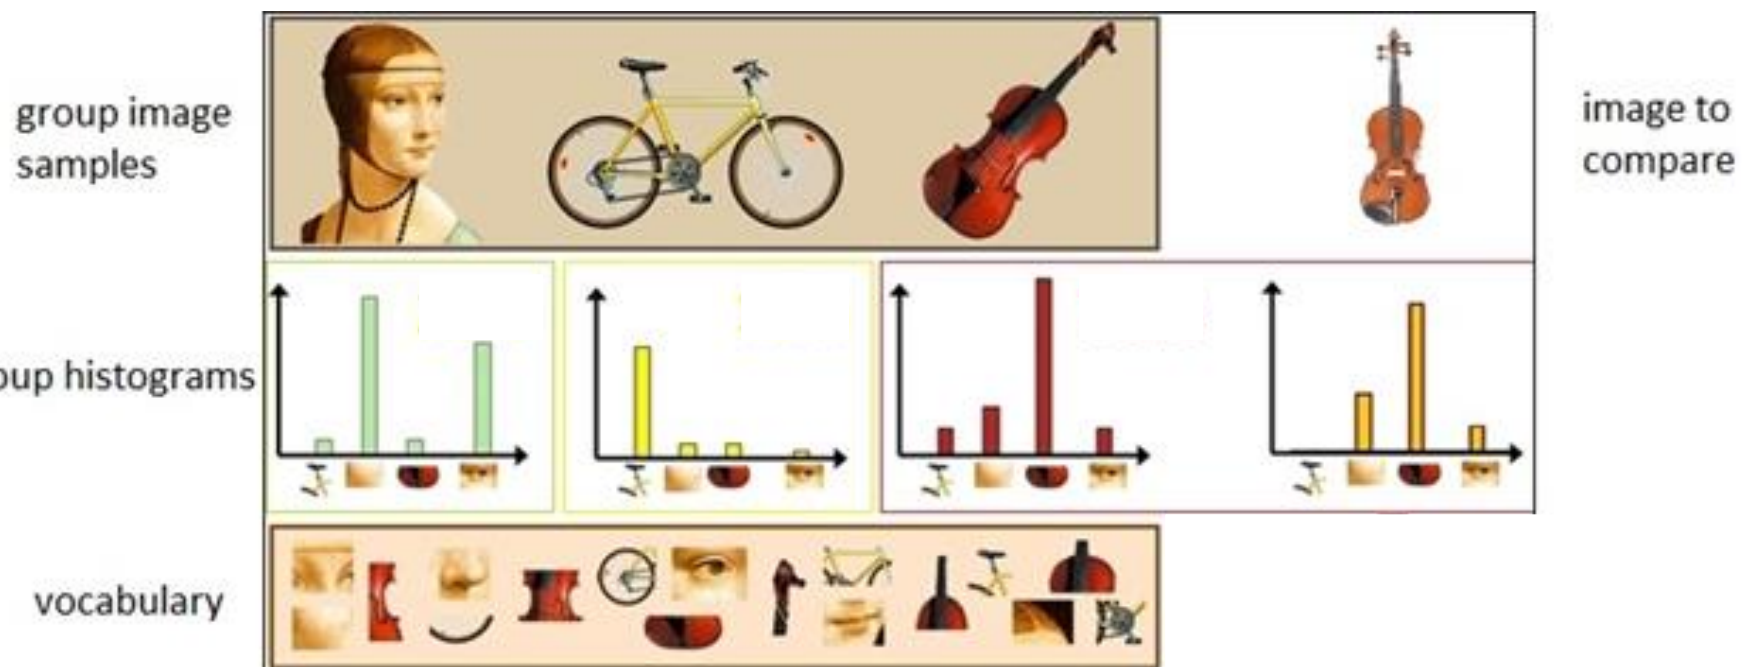 group image
samples
image to
compare
oup histograms
vocabulary